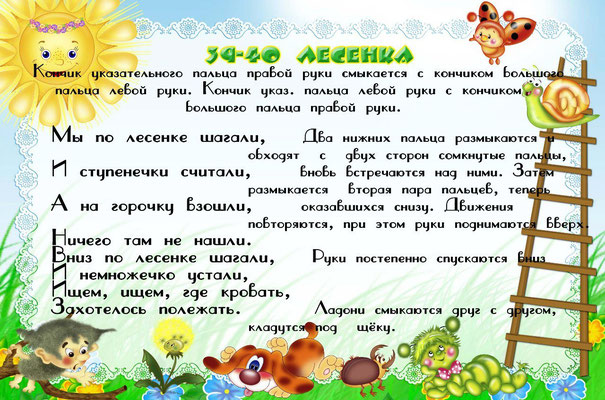 39-40 ЛЕСЕНКА
Кончик указательного пальца правой руки смыкается с кончиком большого
пальца левой руки. Кончик указ. пальца левой руки с кончиком
большого пальца правой руки.
Мы по лесенке шагали, Два нижних пальца размыкаются и
обходят с двух сторон сомкнутые пальцы,
И ступенечки считали, вновь встречаются над ними. Затем
размыкается вторая пара пальцев, теперь
А на горочку взошли, оказавшихся снизу. Движения
повторяются, при этом руки поднимаются вверх.
Ничего там не нашли.
Вниз по лесенке шагали, Руки постепенно спускаются вниз
И немножечко устали,
Ищем, ищем, где кровать,
Захотелось полежать. Ладони смыкаются друг с другом,
кладутся под щёку.